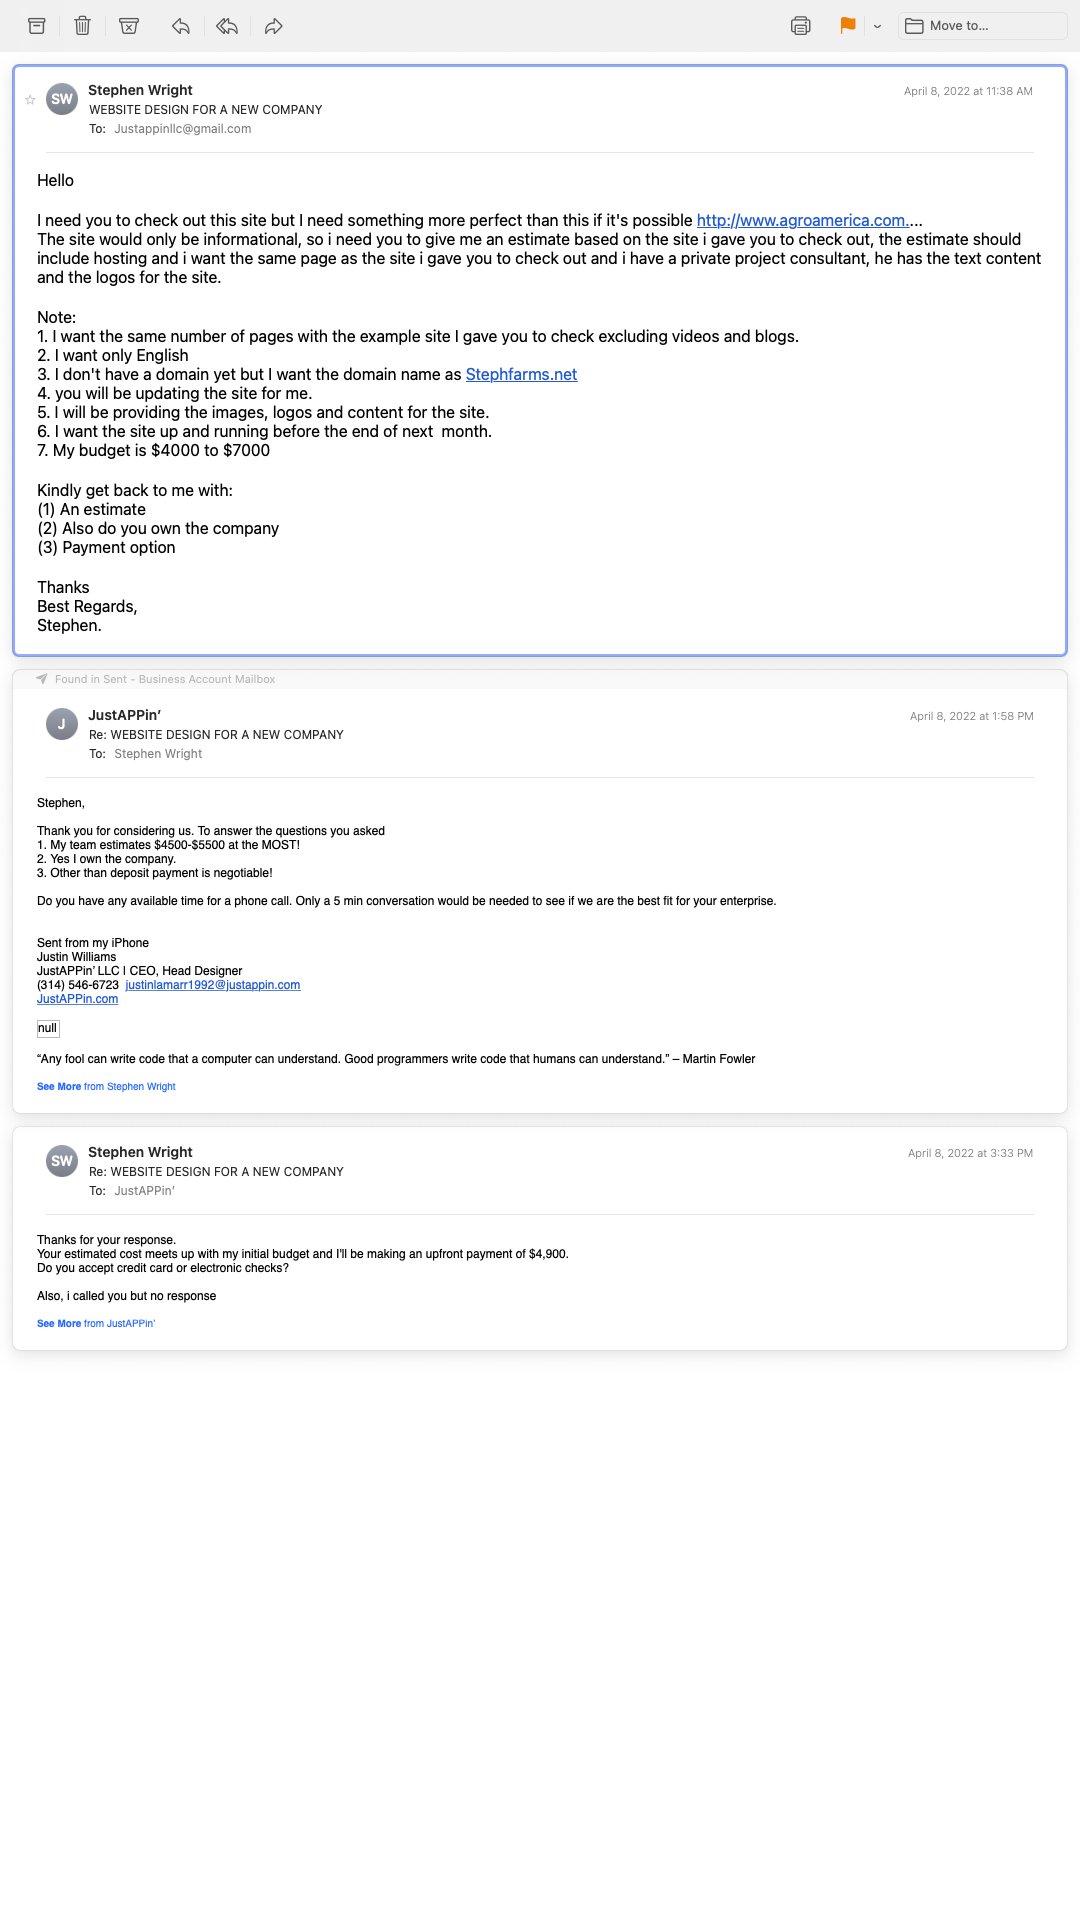 Move to...
SW
Stephen Wright
April 8, 2022 at 11:38 AM
WEBSITE DESIGN FOR A NEW COMPANY
To: Justappinllc@gmail.com
Hello
I need you to check out this site but I need something more perfect than this if it's possible http://www.agroamerica.com....
The site would only be informational, so i need you to give me an estimate based on the site i gave you to check out, the estimate should
include hosting and i want the same page as the site i gave you to check out and i have a private project consultant, he has the text content
and the logos for the site.
Note:
1. I want the same number of pages with the example site I gave you to check excluding videos and blogs.
2. I want only English
3. I don't have a domain yet but I want the domain name as Stephfarms.net
4. you will be updating the site for me.
5. I will be providing the images, logos and content for the site.
6. I want the site up and running before the end of next  month.
7. My budget is $4000 to $7000
Kindly get back to me with:
(1) An estimate
(2) Also do you own the company
(3) Payment option
Thanks
Best Regards,
Stephen.
Found in Sent - Business Account Mailbox
J
JustAPPin’
April 8, 2022 at 1:58 PM
Re: WEBSITE DESIGN FOR A NEW COMPANY
To: Stephen Wright
Stephen,
Thank you for considering us. To answer the questions you asked
1. My team estimates $4500-$5500 at the MOST!
2. Yes I own the company.
3. Other than deposit payment is negotiable!
Do you have any available time for a phone call. Only a 5 min conversation would be needed to see if we are the best fit for your enterprise.
Sent from my iPhone
Justin Williams
JustAPPin’ LLC | CEO, Head Designer
(314) 546-6723  justinlamarr1992@justappin.com
JustAPPin.com
null
“Any fool can write code that a computer can understand. Good programmers write code that humans can understand.” – Martin Fowler
See More from Stephen Wright
SW
Stephen Wright
April 8, 2022 at 3:33 PM
Re: WEBSITE DESIGN FOR A NEW COMPANY
To: JustAPPin’
Thanks for your response.
Your estimated cost meets up with my initial budget and I'll be making an upfront payment of $4,900.
Do you accept credit card or electronic checks?
Also, i called you but no response
See More from JustAPPin’